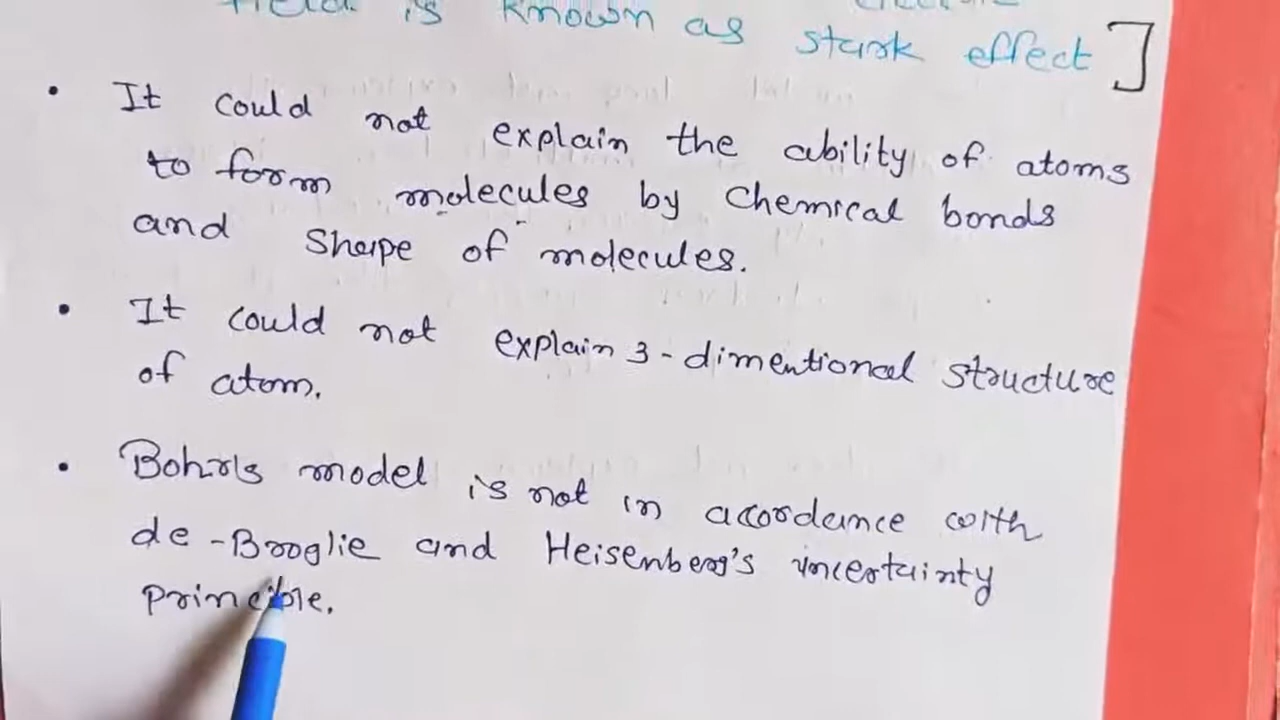 field is known as stark effect ]
• It could not explain the ability of atoms
to form molecules by chemical bonds
and shape of molecules.
• It could not explain 3-dimentional structure
of atom.
• Bohr's model is not in acordance with
de-Broglie and Heisenberg's uncertainty
principle.